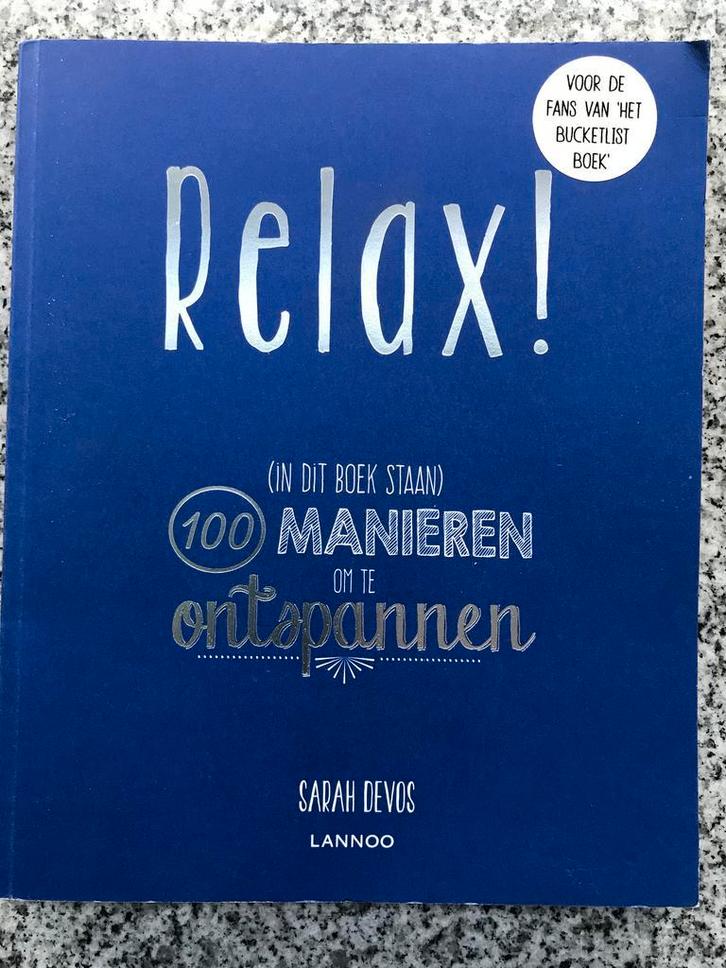 VOOR DE
FANS VAN 'HET
BUCKETLIST
BOEK'
Relax!
(IN DIT BOEK STAAN)
100 MANIEREN
OM TE
ontspannen
SARAH DEVOS
LANNOO